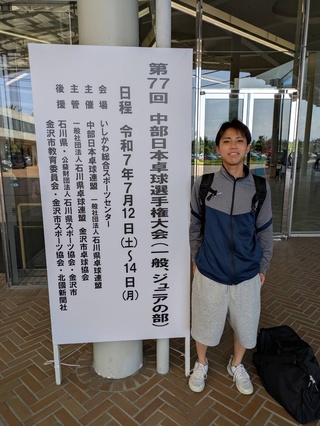 第77回 中部日本卓球選手権大会(一般、ジュニアの部)
日程 令和7年7月12日(土)~14日(月)
会場 いしかわ総合スポーツセンター
主催 中部日本卓球連盟 一般社団法人石川県卓球連盟
主管 一般社団法人石川県卓球連盟 金沢市卓球協会
後援 石川県・公益財団法人石川県スポーツ協会・金沢市
金沢市教育委員会・金沢市スポーツ協会・北國新聞社